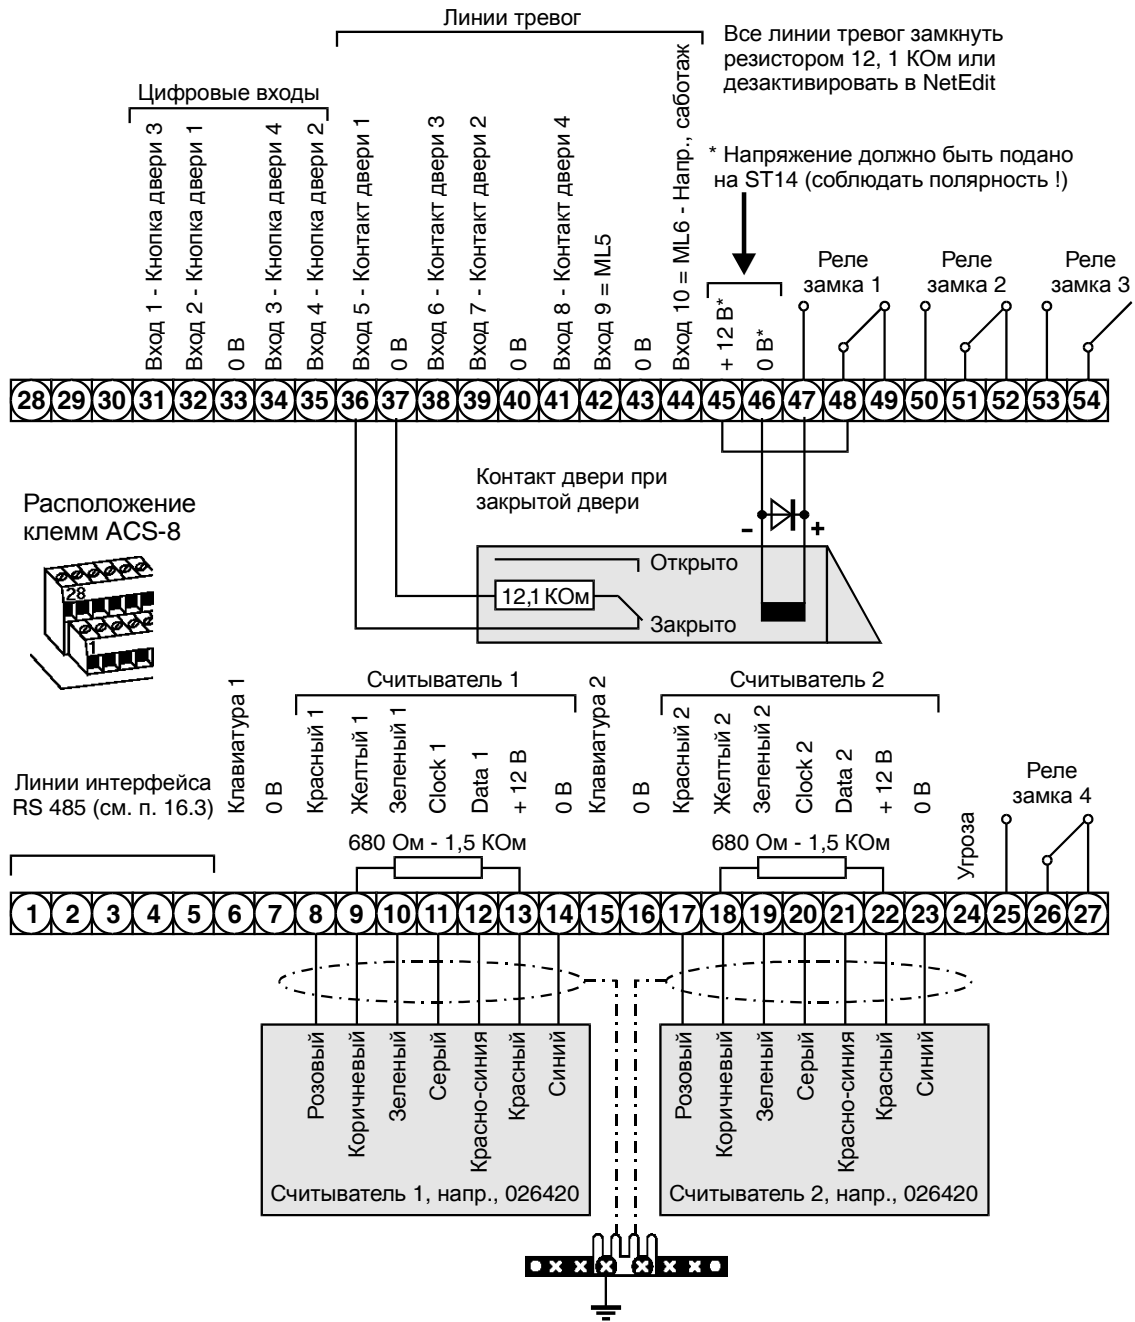 Линии тревог
Все линии тревог замкнуть
резистором 12, 1 КОм или
дезактивировать в NetEdit
Цифровые входы
* Напряжение должно быть подано
на ST14 (соблюдать полярность !)
Вход 1 - Кнопка двери 3
Вход 2 - Кнопка двери 1
0 В
Вход 3 - Кнопка двери 4
Вход 4 - Кнопка двери 2
Вход 5 - Контакт двери 1
0 В
Вход 6 - Контакт двери 3
Вход 7 - Контакт двери 2
0 В
Вход 8 - Контакт двери 4
Вход 9 = ML5
0 В
Вход 10 = ML6 - Напр., саботаж
+ 12 В*
0 В*
Реле
замка 1
Реле
замка 2
Реле
замка 3
28 29 30 31 32 33 34 35 36 37 38 39 40 41 42 43 44 45 46 47 48 49 50 51 52 53 54
Контакт двери при
закрытой двери
Расположение
клемм ACS-8
28
1
- +
Открыто
12,1 КОм
Закрыто
Считыватель 1
Считыватель 2
Линии интерфейса
RS 485 (см. п. 16.3)
Клавиатура 1
0 В
Красный 1
Желтый 1
Зеленый 1
Clock 1
Data 1
+ 12 В
0 В
Клавиатура 2
0 В
Красный 2
Желтый 2
Зеленый 2
Clock 2
Data 2
+ 12 В
0 В
Угроза
Реле
замка 4
680 Ом - 1,5 КОм
680 Ом - 1,5 КОм
1 2 3 4 5 6 7 8 9 10 11 12 13 14 15 16 17 18 19 20 21 22 23 24 25 26 27
Розовый
Коричневый
Зеленый
Серый
Красно-синия
Красный
Синий
Считыватель 1, напр., 026420
Розовый
Коричневый
Зеленый
Серый
Красно-синия
Красный
Синий
Считыватель 2, напр., 026420